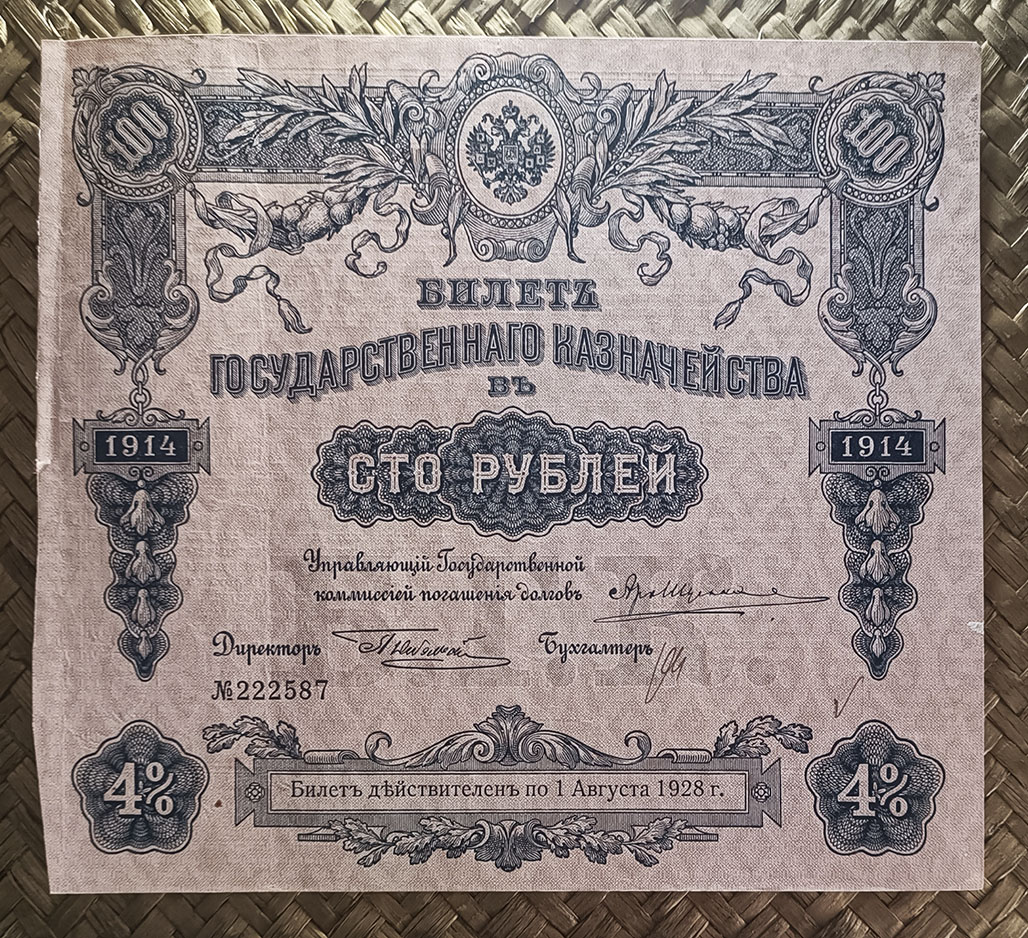 100 100
БИЛЕТЪ
ГОСУДАРСТВЕННАГО КАЗНАЧЕЙСТВА
ВЪ
1914 1914
СТО РУБЛЕЙ
Управляющій Государственной
коммиссіей погашенія долговъ
Директоръ Бухгалтеръ
№222587
4% 4%
Билетъ дѣйствителенъ по 1 Августа 1928 г.